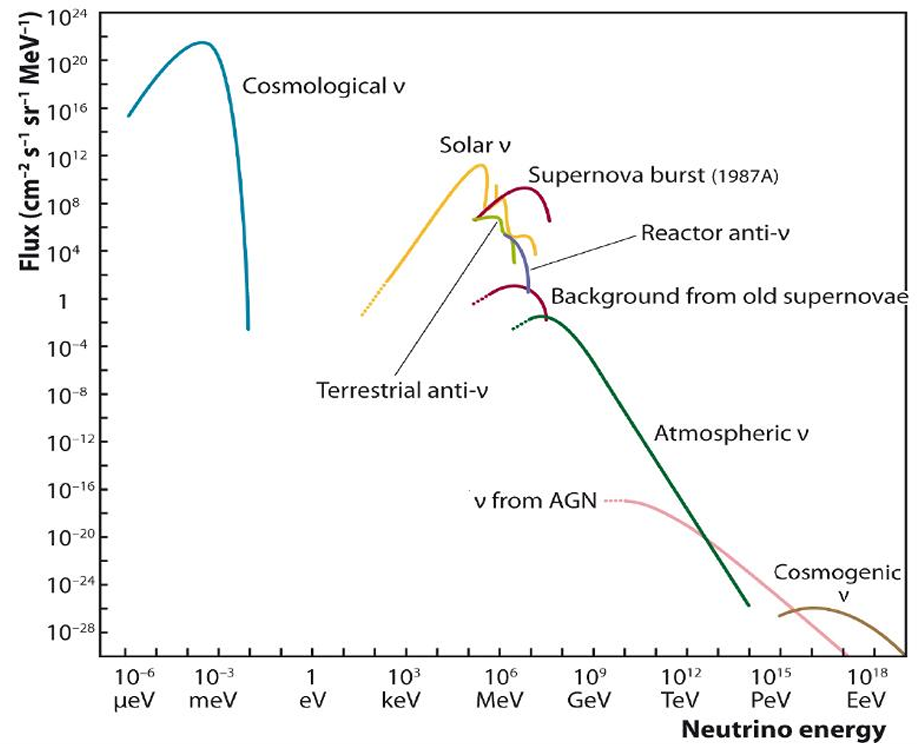 Flux (cm⁻² s⁻¹ sr⁻¹ MeV⁻¹)
10²⁴
10²⁰
10¹⁶
10¹²
10⁸
10⁴
1
10⁻⁴
10⁻⁸
10⁻¹²
10⁻¹⁶
10⁻²⁰
10⁻²⁴
10⁻²⁸
Cosmological ν
Solar ν
Supernova burst (1987A)
Reactor anti-ν
Background from old supernovae
Terrestrial anti-ν
Atmospheric ν
ν from AGN
Cosmogenic
ν
10⁻⁶ 10⁻³ 1 10³ 10⁶ 10⁹ 10¹² 10¹⁵ 10¹⁸
µeV meV eV keV MeV GeV TeV PeV EeV
Neutrino energy